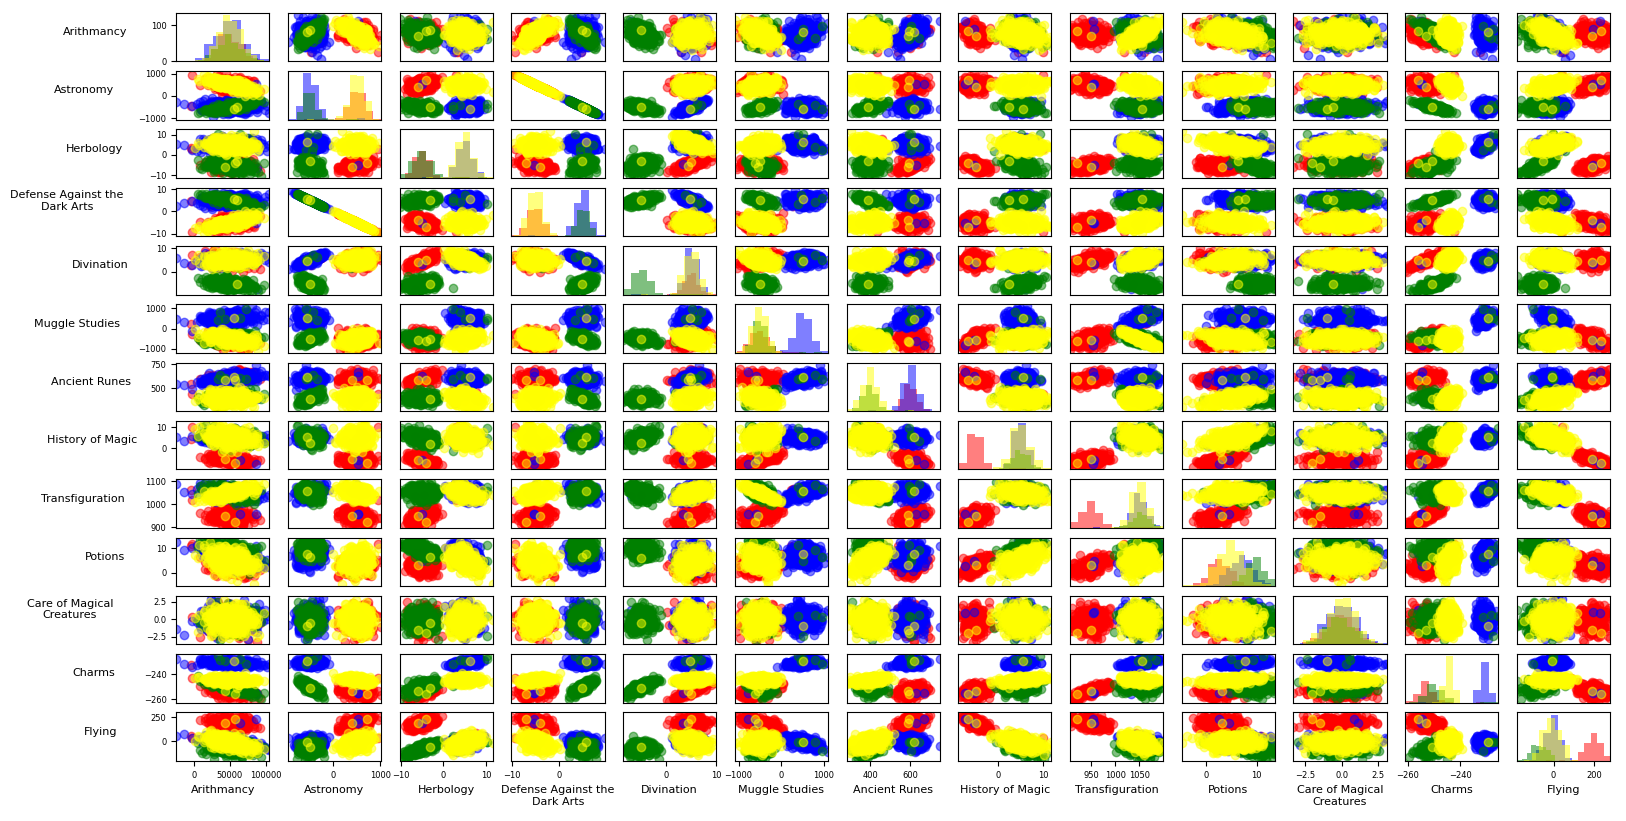 Arithmancy
100
0
Astronomy
1000
0
−1000
Herbology
10
0
−10
Defense Against the
Dark Arts
10
0
−10
Divination
10
0
Muggle Studies
1000
0
−1000
Ancient Runes
750
500
History of Magic
10
0
Transfiguration
1100
1000
900
Potions
10
0
Care of Magical
Creatures
2.5
0.0
−2.5
Charms
−240
−260
Flying
250
0
0 50000 100000
0 1000
−10 0 10
−10 0
0 10
−1000 0 1000
400 600
0 10
950 1000 1050
0 10
−2.5 0.0 2.5
−260 −240
0 200
Arithmancy
Astronomy
Herbology
Defense Against the
Dark Arts
Divination
Muggle Studies
Ancient Runes
History of Magic
Transfiguration
Potions
Care of Magical
Creatures
Charms
Flying